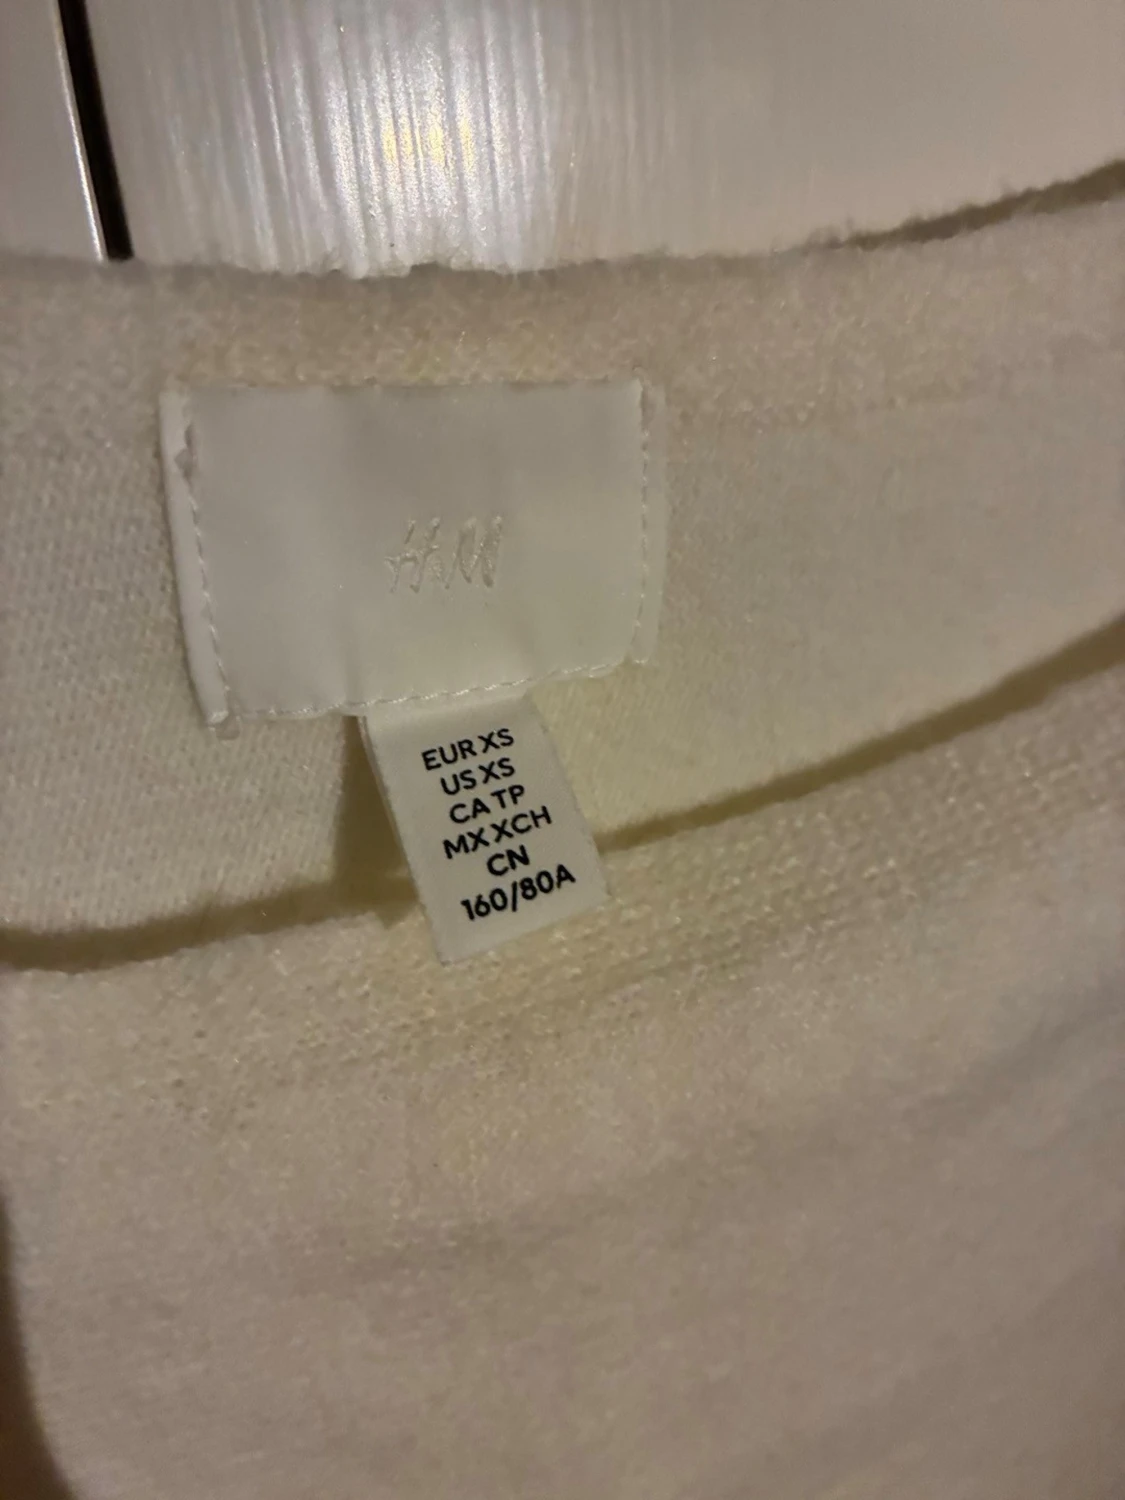 H&M
EUR XS
US XS
CA TP
MX XCH
CN
160/80A